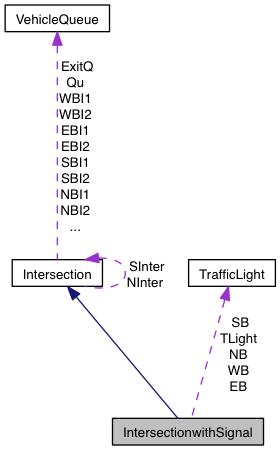 VehicleQueue
ExitQ
Qu
WBI1
WBI2
EBI1
EBI2
SBI1
SBI2
NBI1
NBI2
...
Intersection
SInter
NInter
TrafficLight
SB
TLight
NB
WB
EB
IntersectionwithSignal